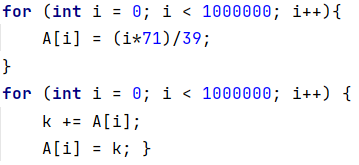 for (int i = 0; i < 1000000; i++){
    A[i] = (i*71)/39;
}
for (int i = 0; i < 1000000; i++) {
    k += A[i];
    A[i] = k; }